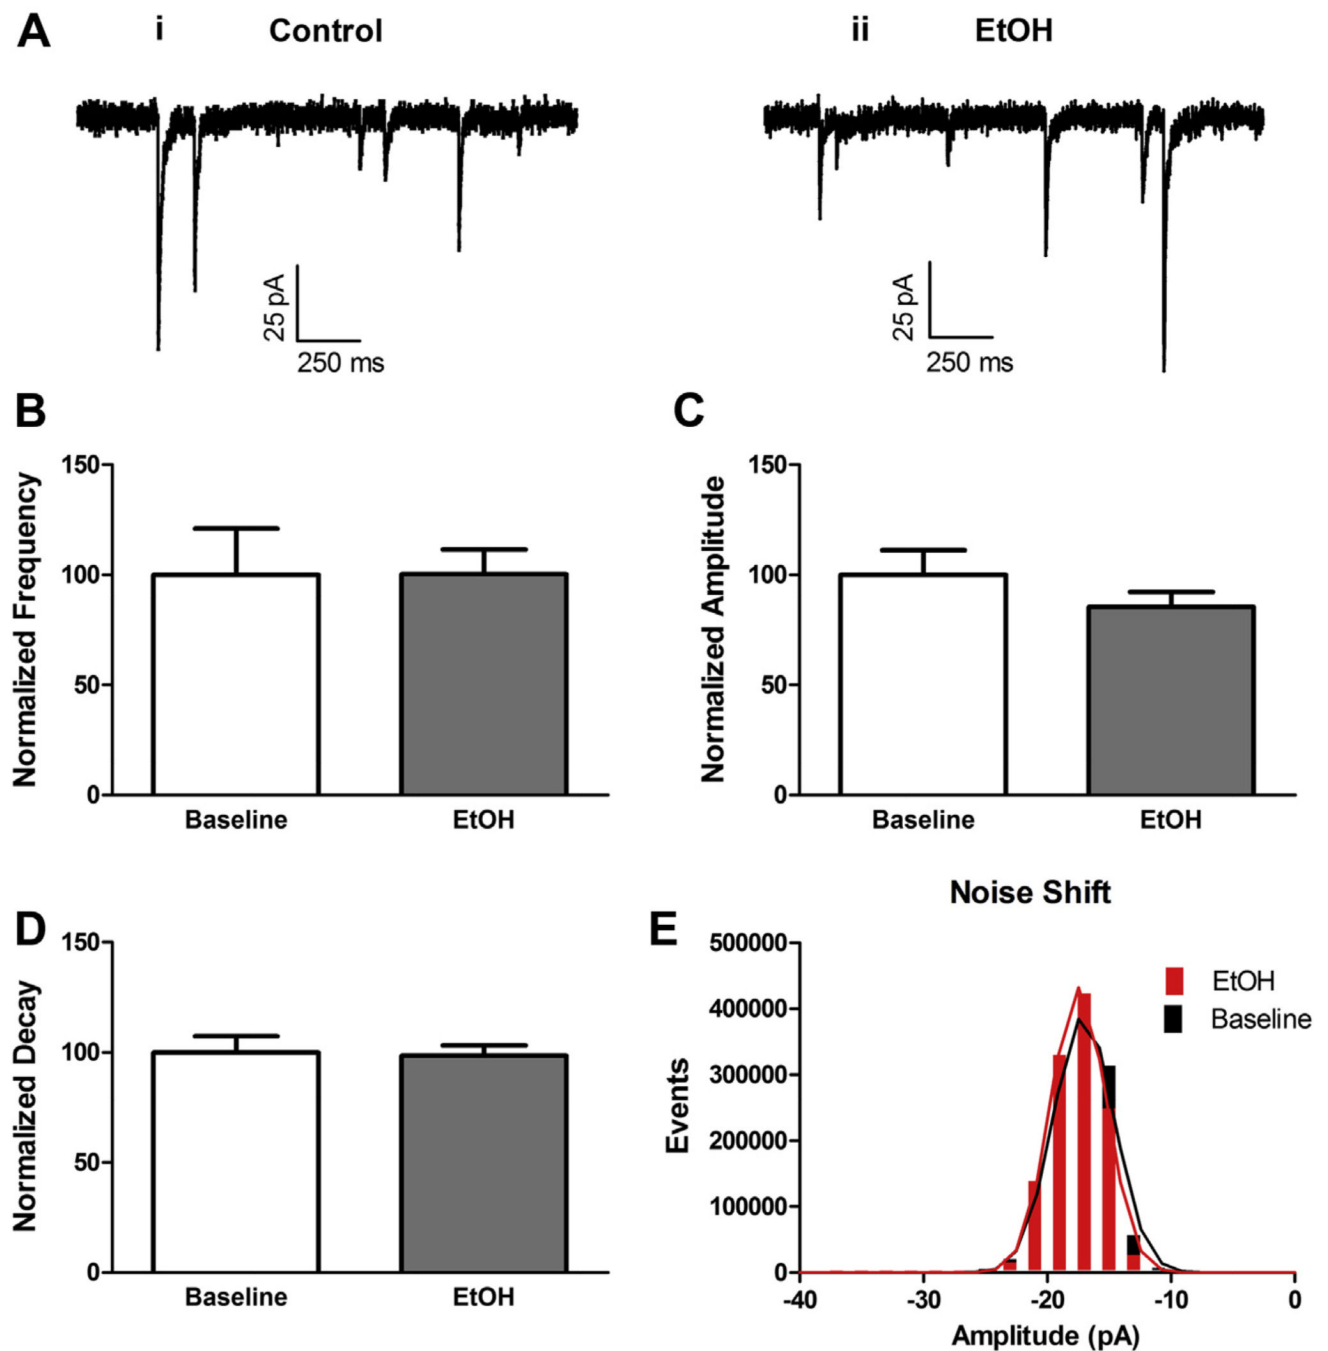 A
i
Control
ii
EtOH
25 pA
250 ms
25 pA
250 ms
B
Normalized Frequency
150
100
50
0
Baseline
EtOH
C
Normalized Amplitude
150
100
50
0
Baseline
EtOH
D
Normalized Decay
150
100
50
0
Baseline
EtOH
E
Noise Shift
Events
500000
400000
300000
200000
100000
0
EtOH
Baseline
-40
-30
-20
-10
0
Amplitude (pA)